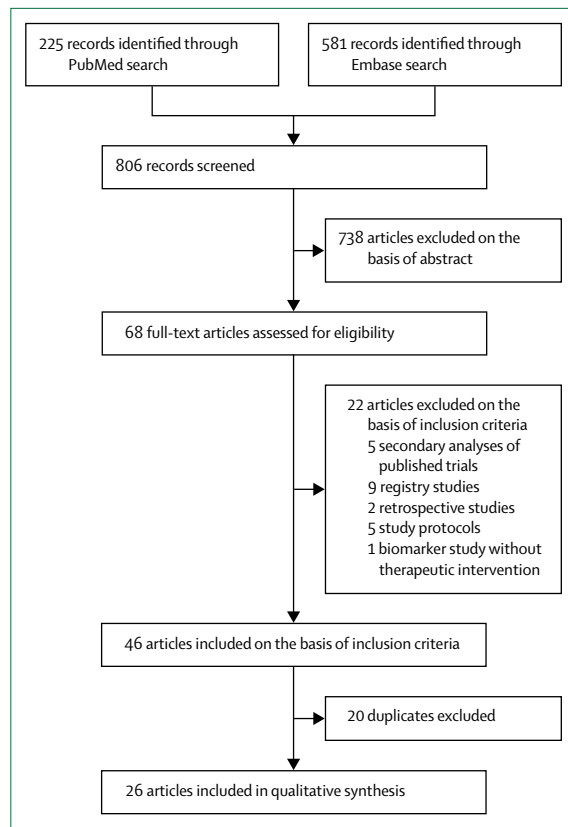 225 records identified through
PubMed search
581 records identified through
Embase search
806 records screened
738 articles excluded on the
basis of abstract
68 full-text articles assessed for eligibility
22 articles excluded on the
basis of inclusion criteria
5 secondary analyses of
published trials
9 registry studies
2 retrospective studies
5 study protocols
1 biomarker study without
therapeutic intervention
46 articles included on the basis of inclusion criteria
20 duplicates excluded
26 articles included in qualitative synthesis